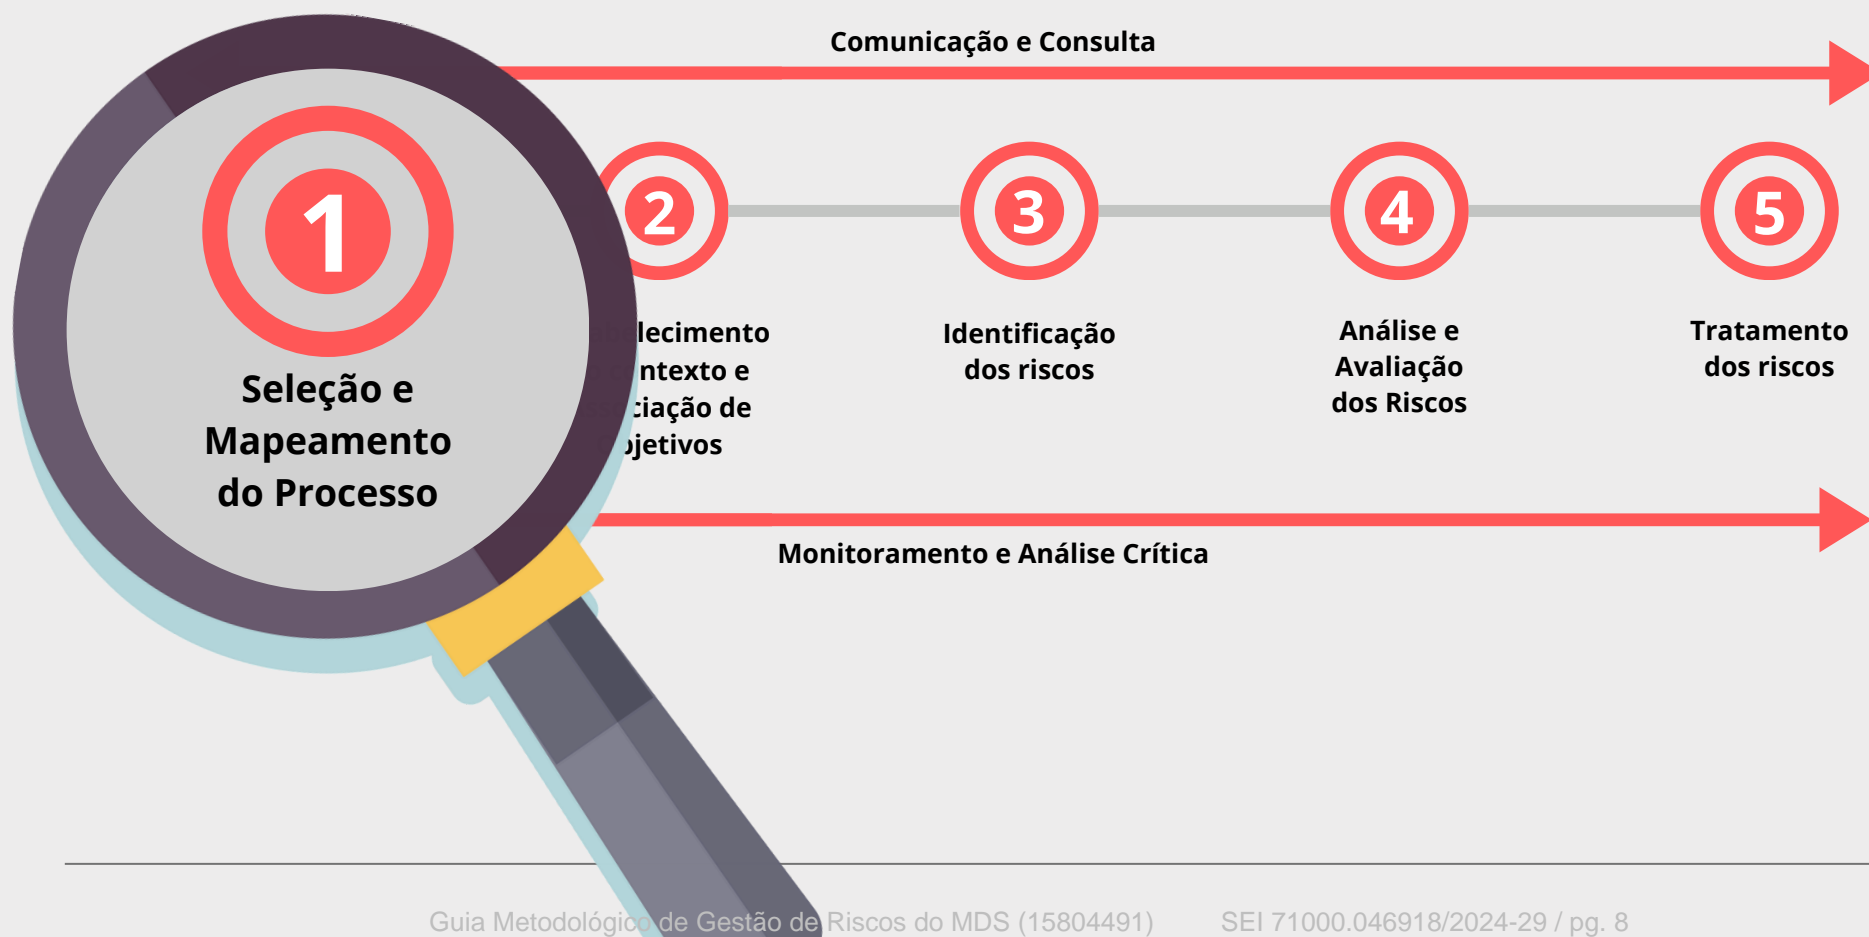 Comunicação e Consulta
1
2
3
4
5
Seleção e
Mapeamento
do Processo
lecimento
contexto e
ciação de
objetivos
Identificação
dos riscos
Análise e
Avaliação
dos Riscos
Tratamento
dos riscos
Monitoramento e Análise Crítica
Guia Metodológico de Gestão de Riscos do MDS (15804491) SEI 71000.046918/2024-29 / pg. 8